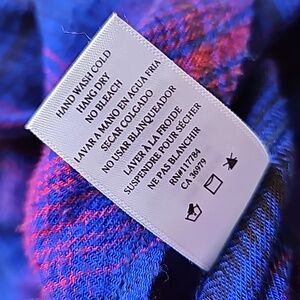 HAND WASH COLD
HANG DRY
NO BLEACH
LAVAR A MANO EN AGUA FRIA
SEGAR COLGADO
NO USAR BLANQUEADOR
LAVER À LA FROIDE
SUSPENDRE POUR SÉCHER
NE PAS BLANCHIR
RN#117784
CA 36979